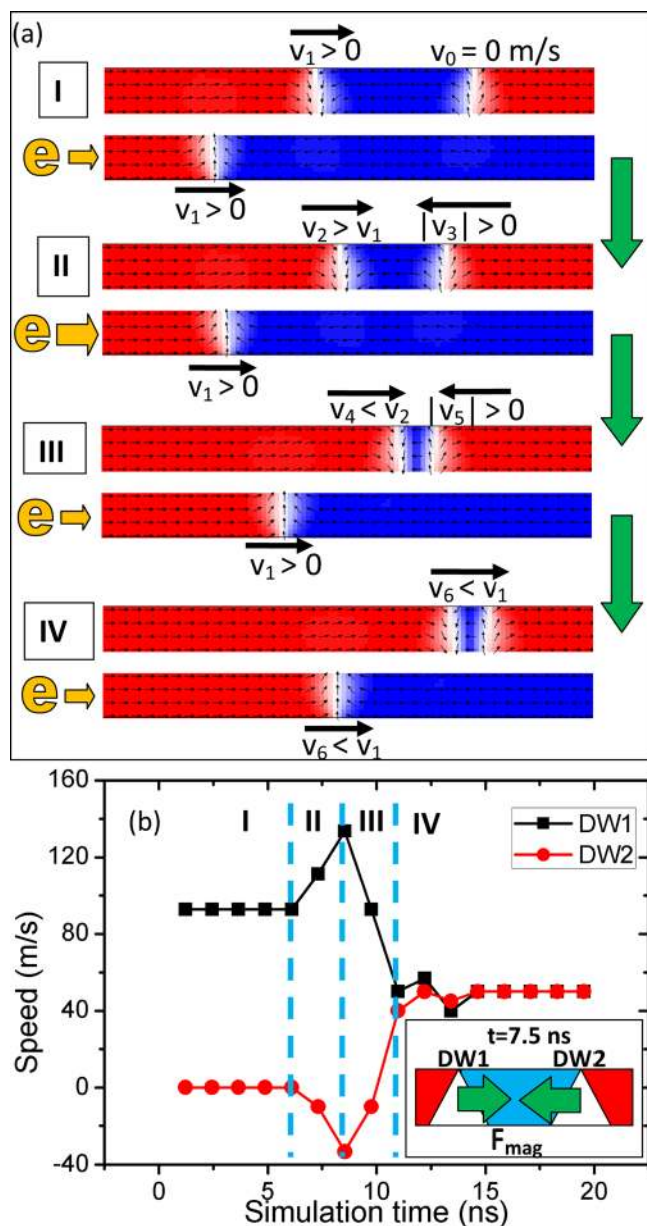 (a)
v₁ > 0 v₀ = 0 m/s
I
e
v₁ > 0
v₂ > v₁ |v₃| > 0
II
e
v₁ > 0
v₄ < v₂ |v₅| > 0
III
e
v₁ > 0
v₆ < v₁
IV
e
v₆ < v₁
160
120
80
40
0
-40
Speed (m/s)
(b)
I II III IV
DW1
DW2
t=7.5 ns
DW1 DW2
Fmag
0 5 10 15 20
Simulation time (ns)